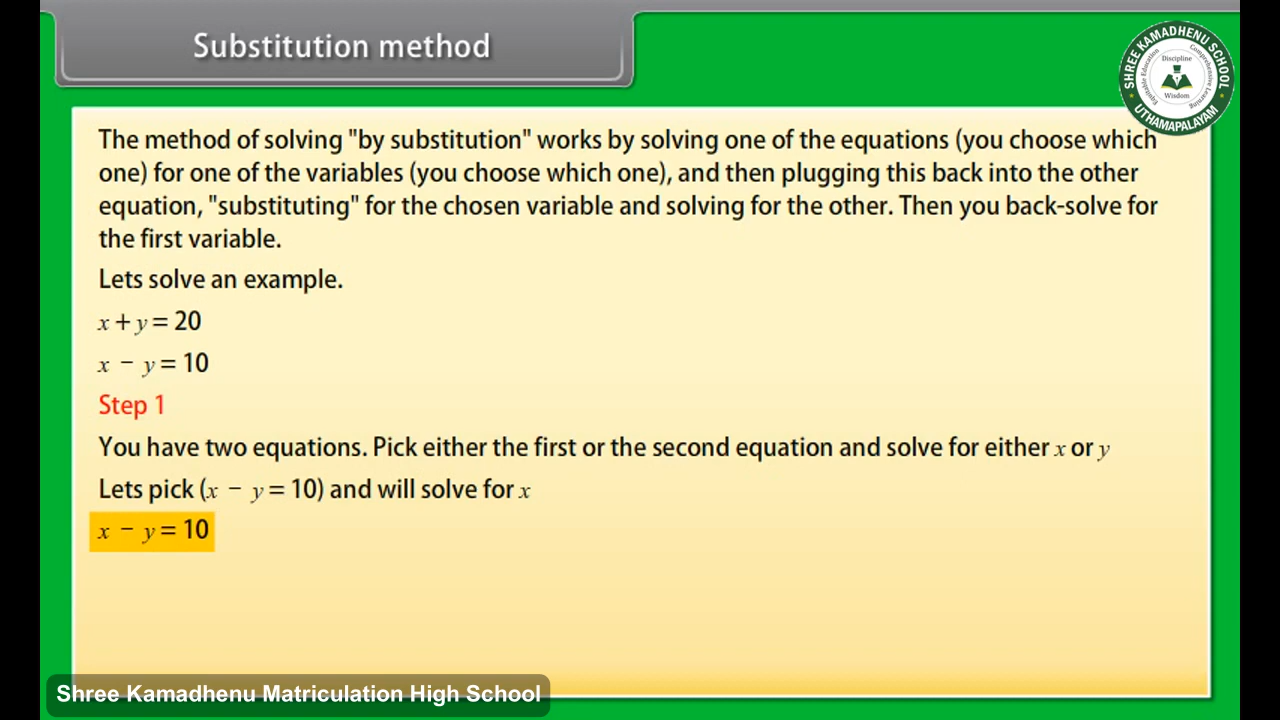 Substitution method
SHREE KAMADHENU SCHOOL
Equitable Education
Discipline
Comprehensive Learning
Wisdom
UTHAMAPALAYAM
The method of solving "by substitution" works by solving one of the equations (you choose which
one) for one of the variables (you choose which one), and then plugging this back into the other
equation, "substituting" for the chosen variable and solving for the other. Then you back-solve for
the first variable.
Lets solve an example.
x + y = 20
x − y = 10
Step 1
You have two equations. Pick either the first or the second equation and solve for either x or y
Lets pick (x − y = 10) and will solve for x
x − y = 10
Shree Kamadhenu Matriculation High School